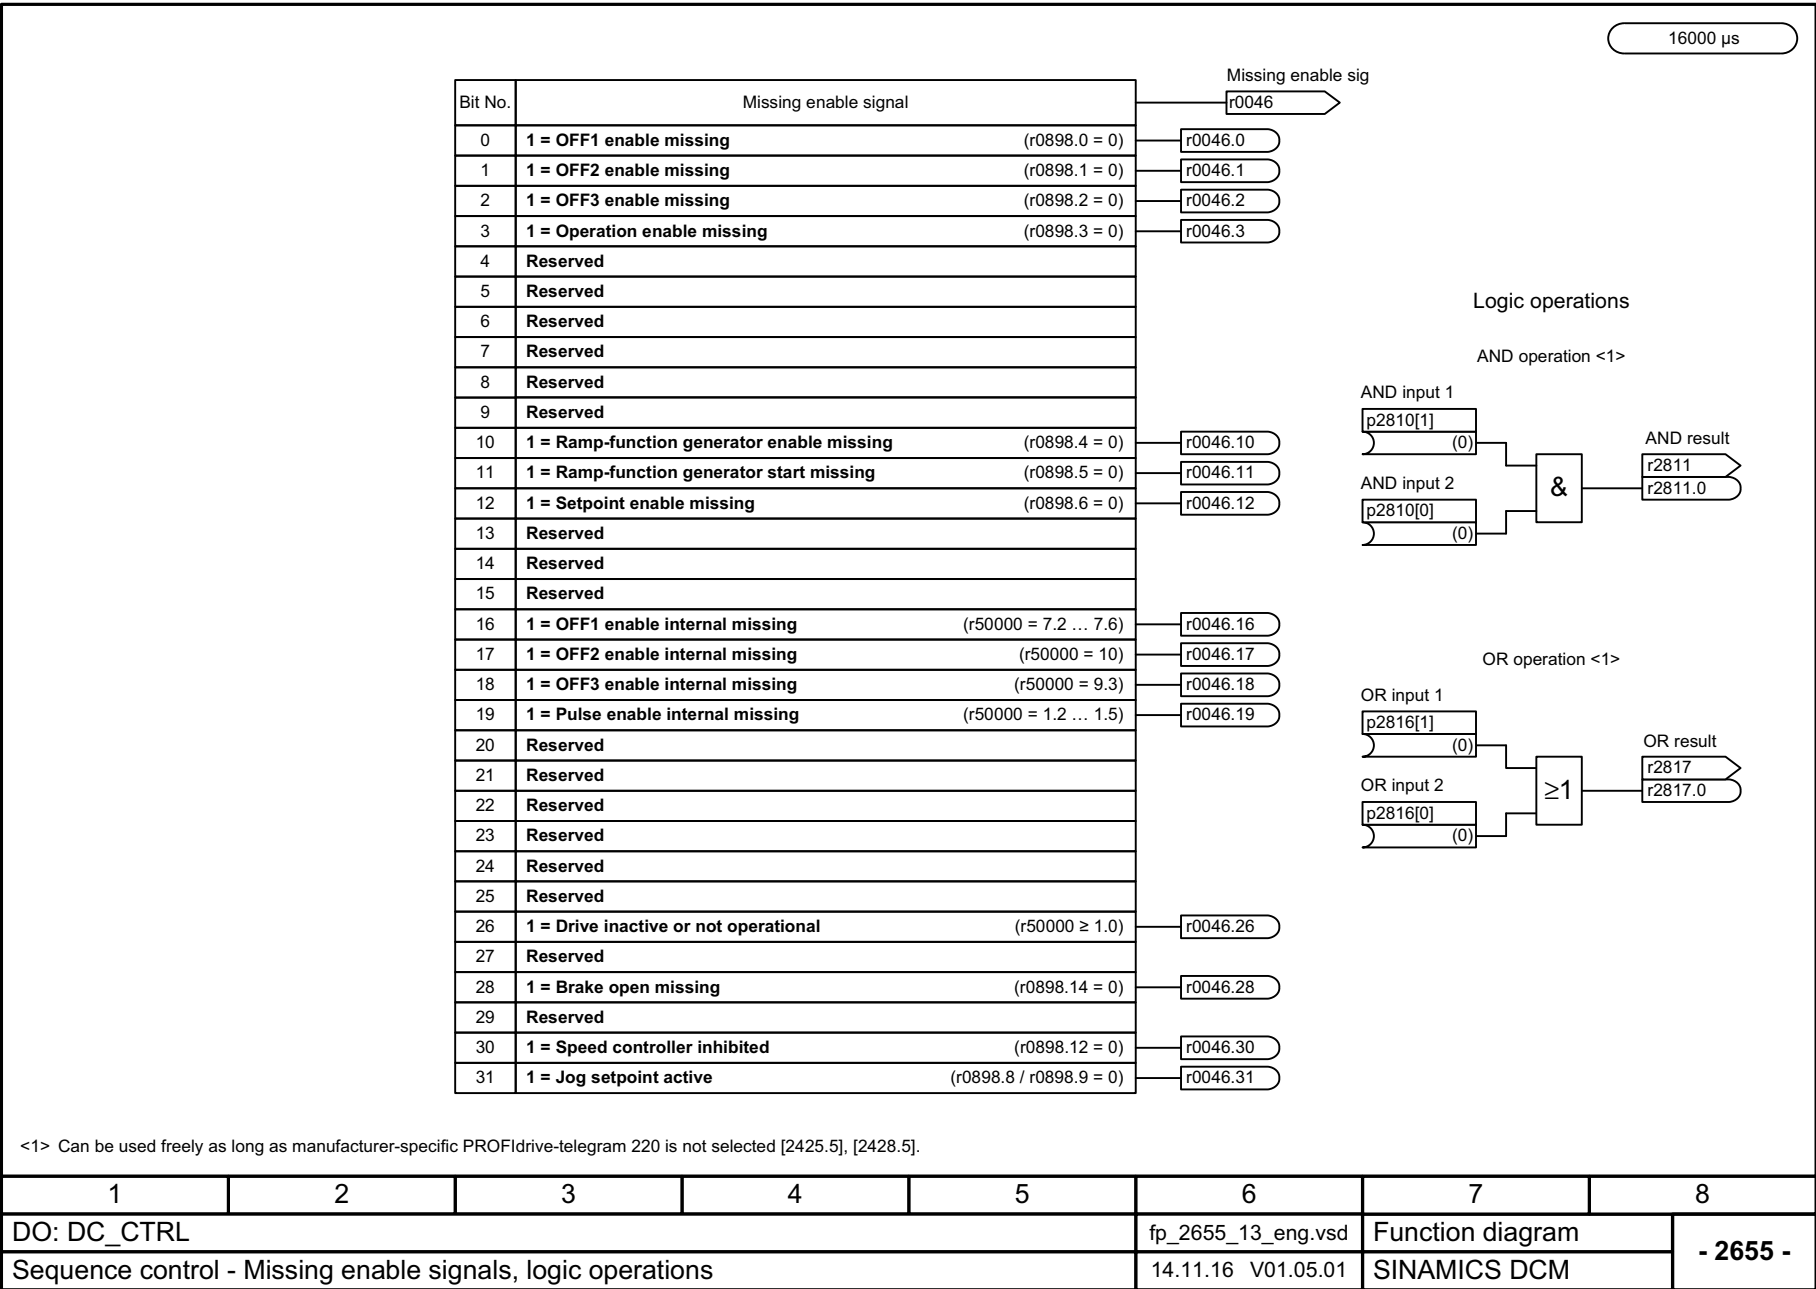 16000 µs
Missing enable sig
Bit No. Missing enable signal r0046
0 1 = OFF1 enable missing (r0898.0 = 0) r0046.0
1 1 = OFF2 enable missing (r0898.1 = 0) r0046.1
2 1 = OFF3 enable missing (r0898.2 = 0) r0046.2
3 1 = Operation enable missing (r0898.3 = 0) r0046.3
4 Reserved
5 Reserved
6 Reserved
7 Reserved
8 Reserved
9 Reserved
10 1 = Ramp-function generator enable missing (r0898.4 = 0) r0046.10
11 1 = Ramp-function generator start missing (r0898.5 = 0) r0046.11
12 1 = Setpoint enable missing (r0898.6 = 0) r0046.12
13 Reserved
14 Reserved
15 Reserved
16 1 = OFF1 enable internal missing (r50000 = 7.2 … 7.6) r0046.16
17 1 = OFF2 enable internal missing (r50000 = 10) r0046.17
18 1 = OFF3 enable internal missing (r50000 = 9.3) r0046.18
19 1 = Pulse enable internal missing (r50000 = 1.2 … 1.5) r0046.19
20 Reserved
21 Reserved
22 Reserved
23 Reserved
24 Reserved
25 Reserved
26 1 = Drive inactive or not operational (r50000 ≥ 1.0) r0046.26
27 Reserved
28 1 = Brake open missing (r0898.14 = 0) r0046.28
29 Reserved
30 1 = Speed controller inhibited (r0898.12 = 0) r0046.30
31 1 = Jog setpoint active (r0898.8 / r0898.9 = 0) r0046.31
Logic operations
AND operation <1>
AND input 1
p2810[1]
(0)
AND input 2
p2810[0]
(0)
&
AND result
r2811
r2811.0
OR operation <1>
OR input 1
p2816[1]
(0)
OR input 2
p2816[0]
(0)
≥1
OR result
r2817
r2817.0
<1> Can be used freely as long as manufacturer-specific PROFIdrive-telegram 220 is not selected [2425.5], [2428.5].
1 2 3 4 5 6 7 8
DO: DC_CTRL fp_2655_13_eng.vsd Function diagram
- 2655 -
Sequence control - Missing enable signals, logic operations 14.11.16 V01.05.01 SINAMICS DCM